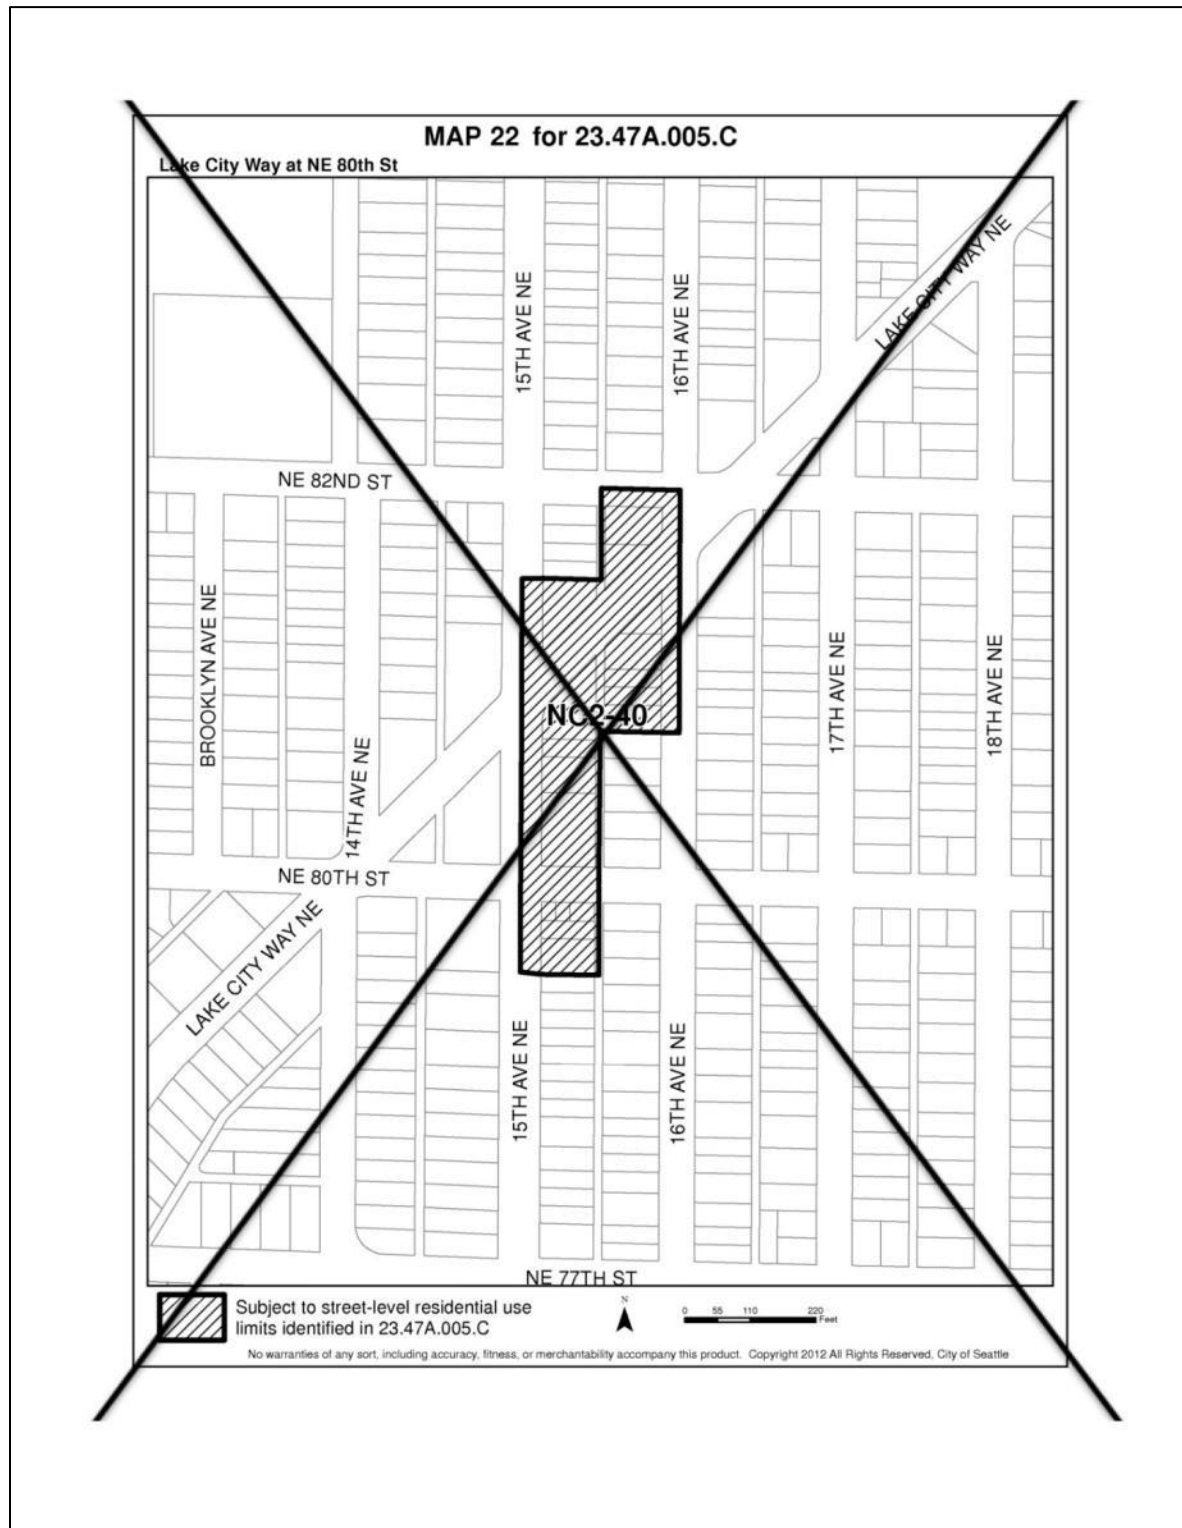 MAP 22 for 23.47A.005.C
Lake City Way at NE 80th St
15TH AVE NE
16TH AVE NE
LAKE CITY WAY NE
NE 82ND ST
BROOKLYN AVE NE
14TH AVE NE
NC2-40
17TH AVE NE
18TH AVE NE
NE 80TH ST
LAKE CITY WAY NE
15TH AVE NE
16TH AVE NE
NE 77TH ST
Subject to street-level residential use
limits identified in 23.47A.005.C
N
0 55 110 220
Feet
No warranties of any sort, including accuracy, fitness, or merchantability accompany this product. Copyright 2012 All Rights Reserved, City of Seattle